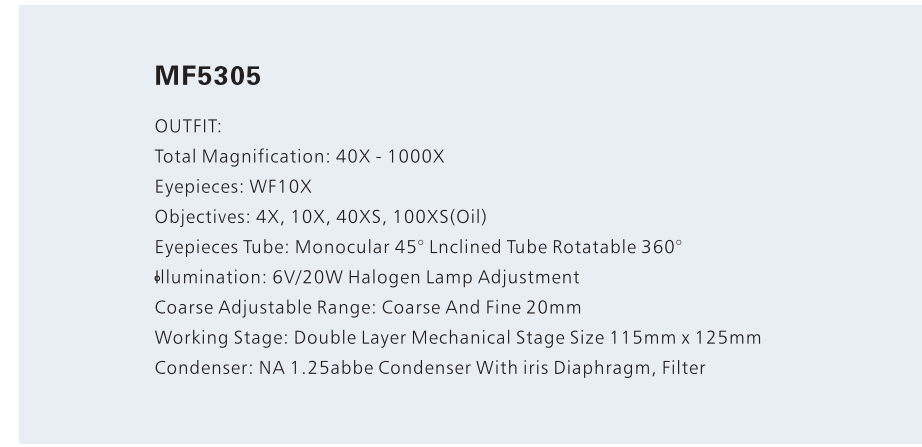 MF5305
OUTFIT:
Total Magnification: 40X - 1000X
Eyepieces: WF10X
Objectives: 4X, 10X, 40XS, 100XS(Oil)
Eyepieces Tube: Monocular 45° Lnclined Tube Rotatable 360°
Illumination: 6V/20W Halogen Lamp Adjustment
Coarse Adjustable Range: Coarse And Fine 20mm
Working Stage: Double Layer Mechanical Stage Size 115mm x 125mm
Condenser: NA 1.25abbe Condenser With iris Diaphragm, Filter